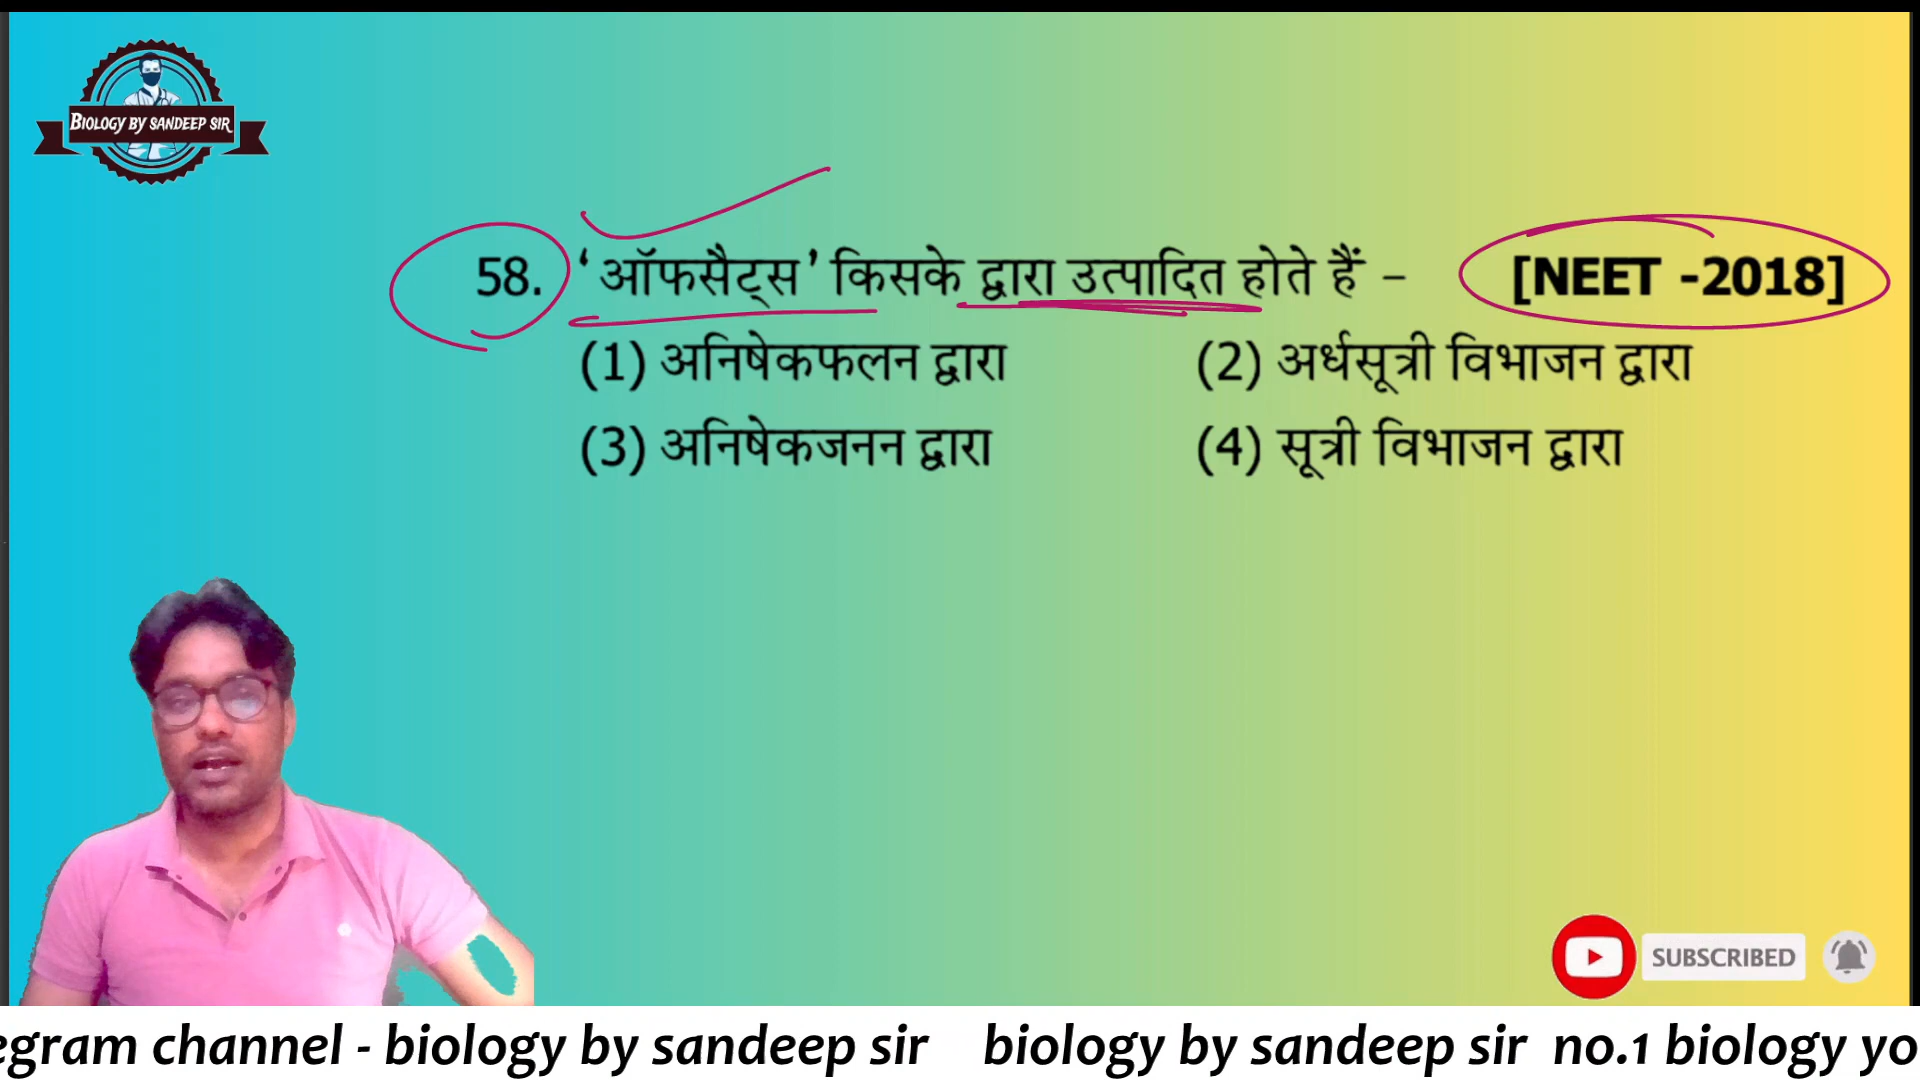 BIOLOGY BY SANDEEP SIR
58. ‘ऑफसैट्स’ किसके द्वारा उत्पादित होते हैं – [NEET -2018]
(1) अनिषेकफलन द्वारा (2) अर्धसूत्री विभाजन द्वारा
(3) अनिषेकजनन द्वारा (4) सूत्री विभाजन द्वारा
SUBSCRIBED
egram channel - biology by sandeep sir biology by sandeep sir no.1 biology yo